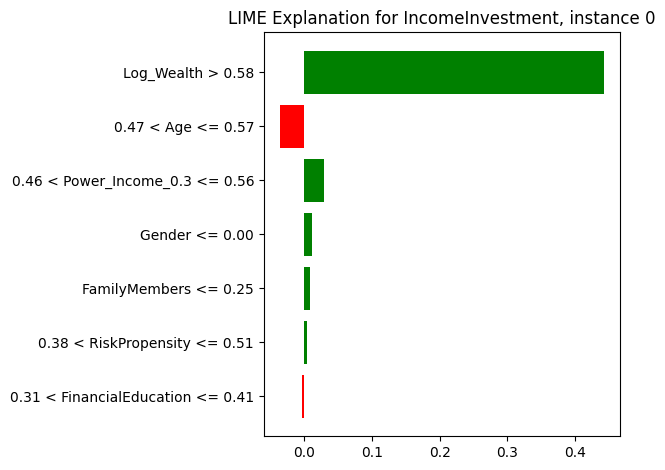 LIME Explanation for IncomeInvestment, instance 0
Log_Wealth > 0.58
0.47 < Age <= 0.57
0.46 < Power_Income_0.3 <= 0.56
Gender <= 0.00
FamilyMembers <= 0.25
0.38 < RiskPropensity <= 0.51
0.31 < FinancialEducation <= 0.41
0.0 0.1 0.2 0.3 0.4